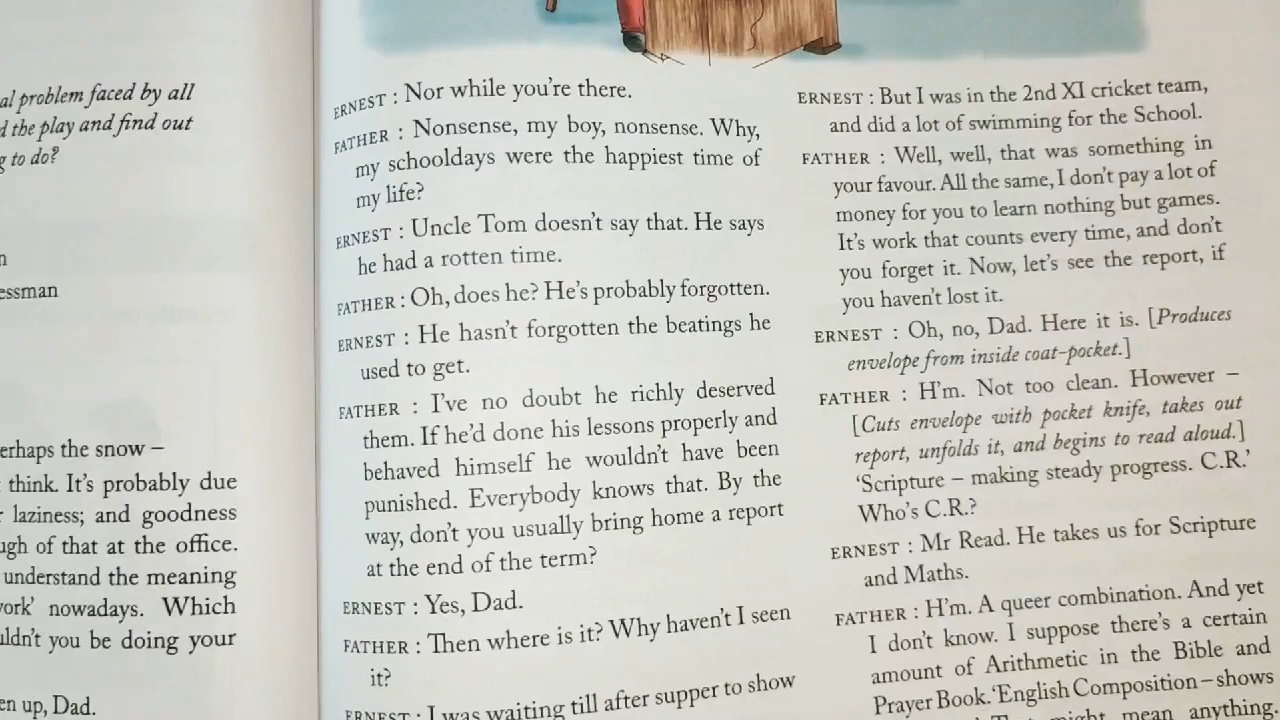 al problem faced by all
d the play and find out
g to do?
n
essman
erhaps the snow –
think. It's probably due
laziness; and goodness
ugh of that at the office.
understand the meaning
work' nowadays. Which
uldn't you be doing your
en up, Dad.
ERNEST : Nor while you're there.
FATHER : Nonsense, my boy, nonsense. Why,
my schooldays were the happiest time of
my life?
ERNEST : Uncle Tom doesn't say that. He says
he had a rotten time.
FATHER : Oh, does he? He's probably forgotten.
ERNEST : He hasn't forgotten the beatings he
used to get.
FATHER : I've no doubt he richly deserved
them. If he'd done his lessons properly and
behaved himself he wouldn't have been
punished. Everybody knows that. By the
way, don't you usually bring home a report
at the end of the term?
ERNEST : Yes, Dad.
FATHER : Then where is it? Why haven't I seen
it?
ERNEST : I was waiting till after supper to show
ERNEST : But I was in the 2nd XI cricket team,
and did a lot of swimming for the School.
FATHER : Well, well, that was something in
your favour. All the same, I don't pay a lot of
money for you to learn nothing but games.
It's work that counts every time, and don't
you forget it. Now, let's see the report, if
you haven't lost it.
ERNEST : Oh, no, Dad. Here it is. [Produces
envelope from inside coat-pocket.]
FATHER : H'm. Not too clean. However –
[Cuts envelope with pocket knife, takes out
report, unfolds it, and begins to read aloud.]
'Scripture – making steady progress. C.R.'
Who's C.R.?
ERNEST : Mr Read. He takes us for Scripture
and Maths.
FATHER : H'm. A queer combination. And yet
I don't know. I suppose there's a certain
amount of Arithmetic in the Bible and
Prayer Book. 'English Composition – shows
might mean anything.